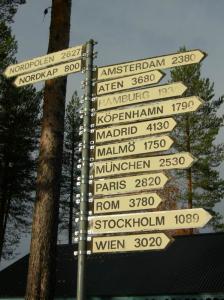 NORDPOLEN 2627
NORDKAP 800
AMSTERDAM 2380
ATEN 3680
HAMBURG
KÖPENHAMN 1790
MADRID 4130
MALMÖ 1750
MÜNCHEN 2530
PARIS 2820
ROM 3780
STOCKHOLM 1089
WIEN 3020